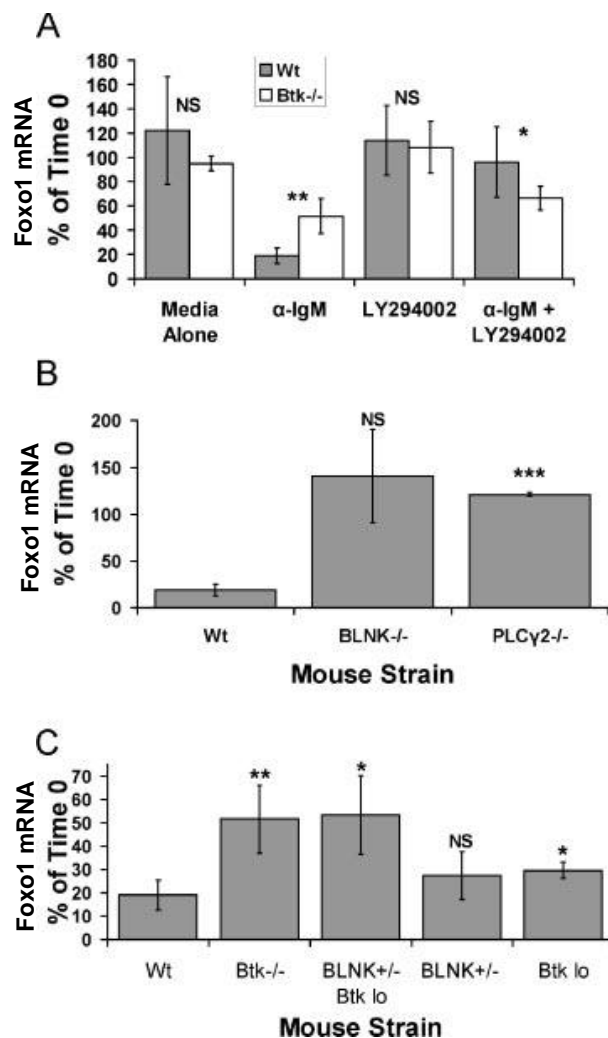 A
Foxo1 mRNA
% of Time 0
180
160
140
120
100
80
60
40
20
0
Wt
Btk-/-
NS
**
NS
*
Media Alone
α-IgM
LY294002
α-IgM + LY294002
B
Foxo1 mRNA
% of Time 0
200
150
100
50
0
NS
***
Wt
BLNK-/-
PLCγ2-/-
Mouse Strain
C
Foxo1 mRNA
% of Time 0
70
60
50
40
30
20
10
0
**
*
NS
*
Wt
Btk-/-
BLNK+/-
Btk lo
BLNK+/-
Btk lo
Mouse Strain